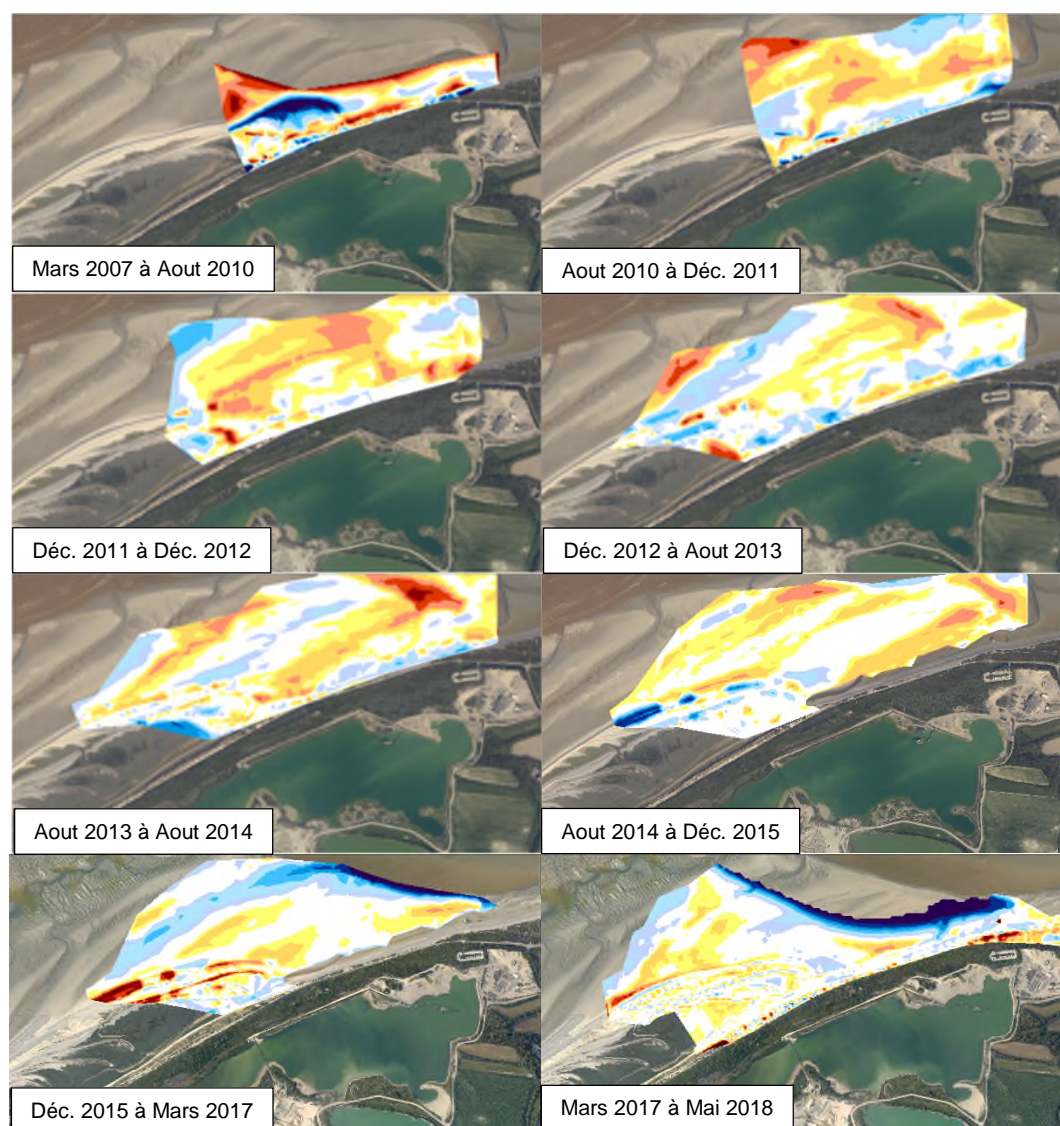 Mars 2007 à Aout 2010
Aout 2010 à Déc. 2011
Déc. 2011 à Déc. 2012
Déc. 2012 à Aout 2013
Aout 2013 à Aout 2014
Aout 2014 à Déc. 2015
Déc. 2015 à Mars 2017
Mars 2017 à Mai 2018